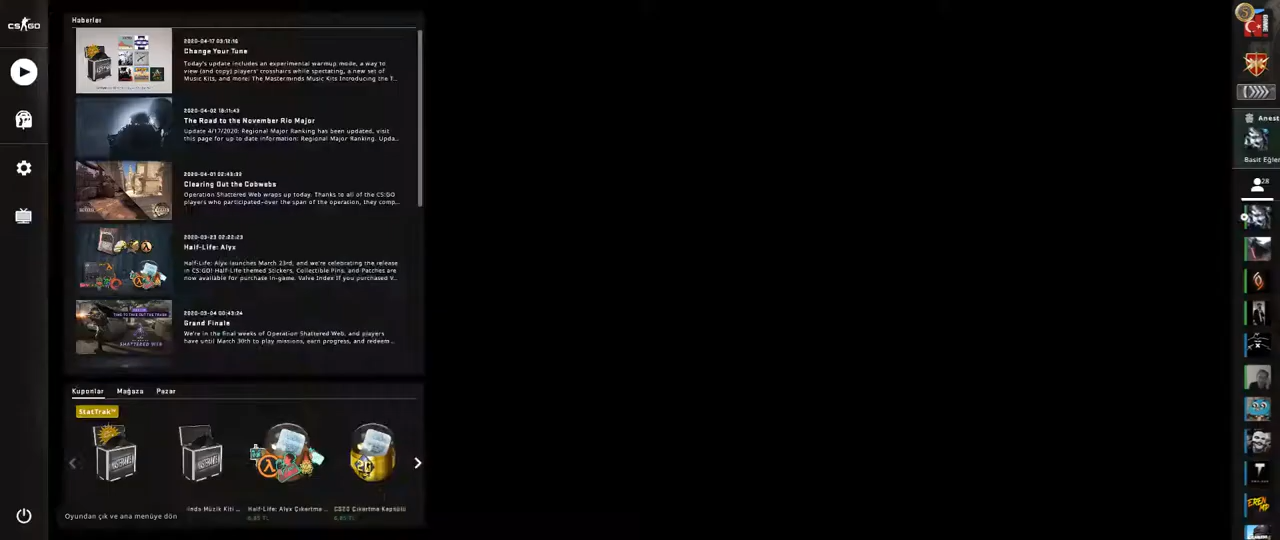 CS:GO
Haberler
2020-04-17 03:12:16
Change Your Tune
Today's update includes an experimental warmup mode, a way to
view (and copy) players' crosshairs while spectating, a new set of
Music Kits, and more! The Masterminds Music Kits Introducing the T...
2020-04-02 18:11:43
The Road to the November Rio Major
Update 4/17/2020: Regional Major Ranking has been updated, visit
this page for up to date information: Regional Major Ranking. Upda...
2020-04-01 02:43:32
Clearing Out the Cobwebs
Operation Shattered Web wraps up today. Thanks to all of the CS:GO
players who participated over the span of the operation, they comp...
2020-03-23 02:22:23
Half-Life: Alyx
Half-Life: Alyx launches March 23rd, and we're celebrating the release
in CS:GO! Half-Life themed Stickers, Collectible Pins, and Patches are
now available for purchase in-game. Valve Index If you purchased V...
2020-03-04 00:43:24
Grand Finale
We're in the final weeks of Operation Shattered Web, and players
have until March 30th to play missions, earn progress, and redeem...
SHATTERED WEB
Kuponlar Mağaza Pazar
StatTrak™
Müzik Kiti ... Half-Life: Alyx Çıkartma ... CS20 Çıkartma Kapsülü
Oyundan çık ve ana menüye dön
Anest
Basit Eğler
28
EREN